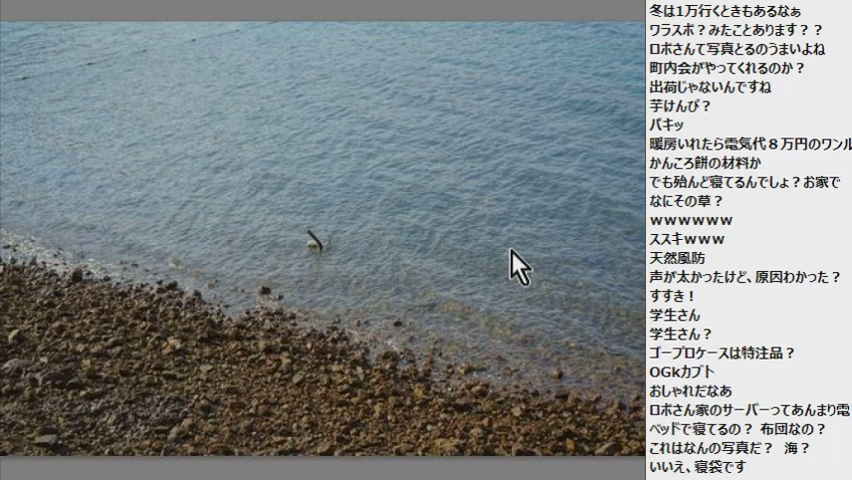 冬は1万行くときもあるなぁ
ワラスボ？みたことあります？？
ロボさんて写真とるのうまいよね
町内会がやってくれるのか？
出荷じゃないんですね
芋けんぴ？
パキッ
暖房いれたら電気代８万円のワンル
かんころ餅の材料か
でも殆んど寝てるんでしょ？お家で
なにその草？
ｗｗｗｗｗｗ
ススキｗｗｗ
天然風防
声が太かったけど、原因わかった？
すすき！
学生さん
学生さん？
ゴープロケースは特注品？
OGKカブト
おしゃれだなあ
ロボさん家のサーバーってあんまり電
ベッドで寝てるの？ 布団なの？
これはなんの写真だ？ 海？
いいえ、寝袋です